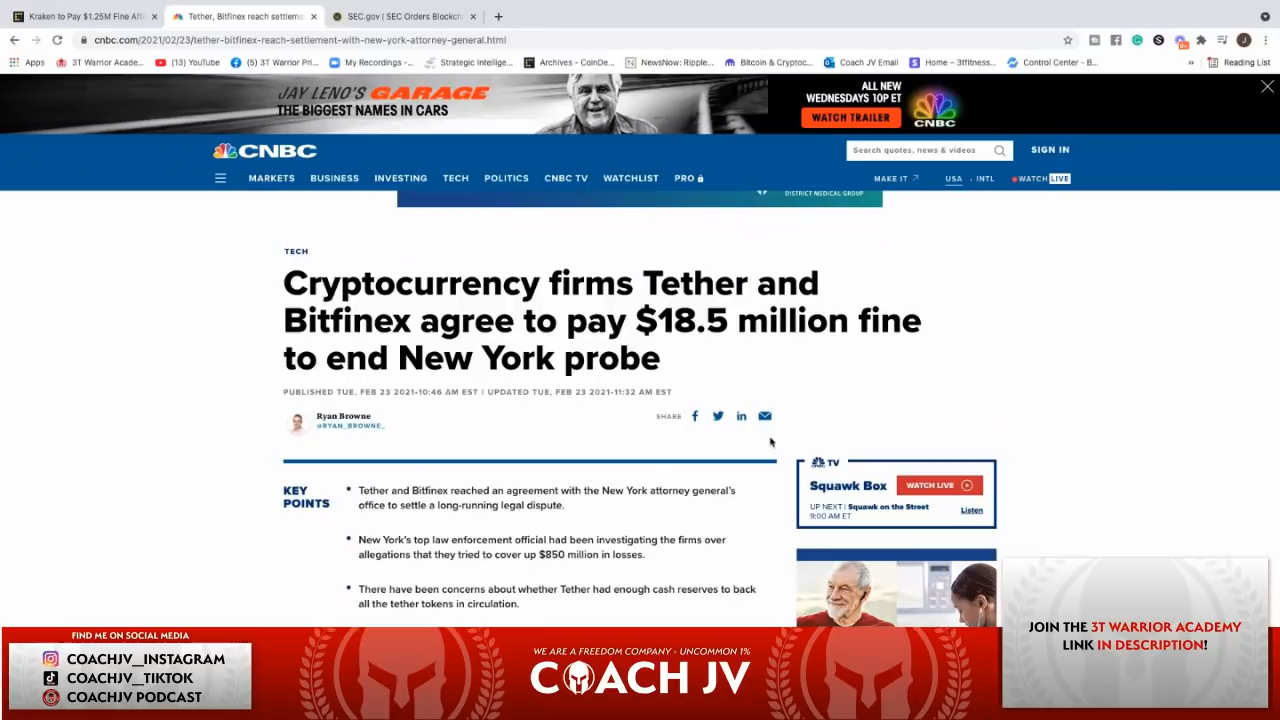 Kraken to Pay $1.25M Fine Aft
Tether, Bitfinex reach settleme
SEC.gov | SEC Orders Blockch
cnbc.com/2021/02/23/tether-bitfinex-reach-settlement-with-new-york-attorney-general.html
Apps
3T Warrior Acade...
(13) YouTube
(5) 3T Warrior Pri...
My Recordings -...
Strategic Intellige...
Archives - CoinDe...
NewsNow: Ripple...
Bitcoin & Cryptoc...
Coach JV Email
Home – 3tfitness...
Control Center - B...
»
Reading List
JAY LENO'S GARAGE
THE BIGGEST NAMES IN CARS
ALL NEW
WEDNESDAYS 10P ET
WATCH TRAILER
CNBC
CNBC
Search quotes, news & videos
SIGN IN
MARKETS
BUSINESS
INVESTING
TECH
POLITICS
CNBC TV
WATCHLIST
PRO
MAKE IT
USA
INTL
WATCH LIVE
DISTRICT MEDICAL GROUP
TECH
Cryptocurrency firms Tether and
Bitfinex agree to pay $18.5 million fine
to end New York probe
PUBLISHED TUE, FEB 23 2021•10:46 AM EST | UPDATED TUE, FEB 23 2021•11:32 AM EST
Ryan Browne
@RYAN_BROWNE_
SHARE
KEY
POINTS
• Tether and Bitfinex reached an agreement with the New York attorney general's
office to settle a long-running legal dispute.
• New York's top law enforcement official had been investigating the firms over
allegations that they tried to cover up $850 million in losses.
• There have been concerns about whether Tether had enough cash reserves to back
all the tether tokens in circulation.
TV
Squawk Box
WATCH LIVE
UP NEXT | Squawk on the Street
9:00 AM ET
Listen
FIND ME ON SOCIAL MEDIA
COACHJV_INSTAGRAM
COACHJV_TIKTOK
COACHJV PODCAST
WE ARE A FREEDOM COMPANY - UNCOMMON 1%
COACH JV
JOIN THE 3T WARRIOR ACADEMY
LINK IN DESCRIPTION!